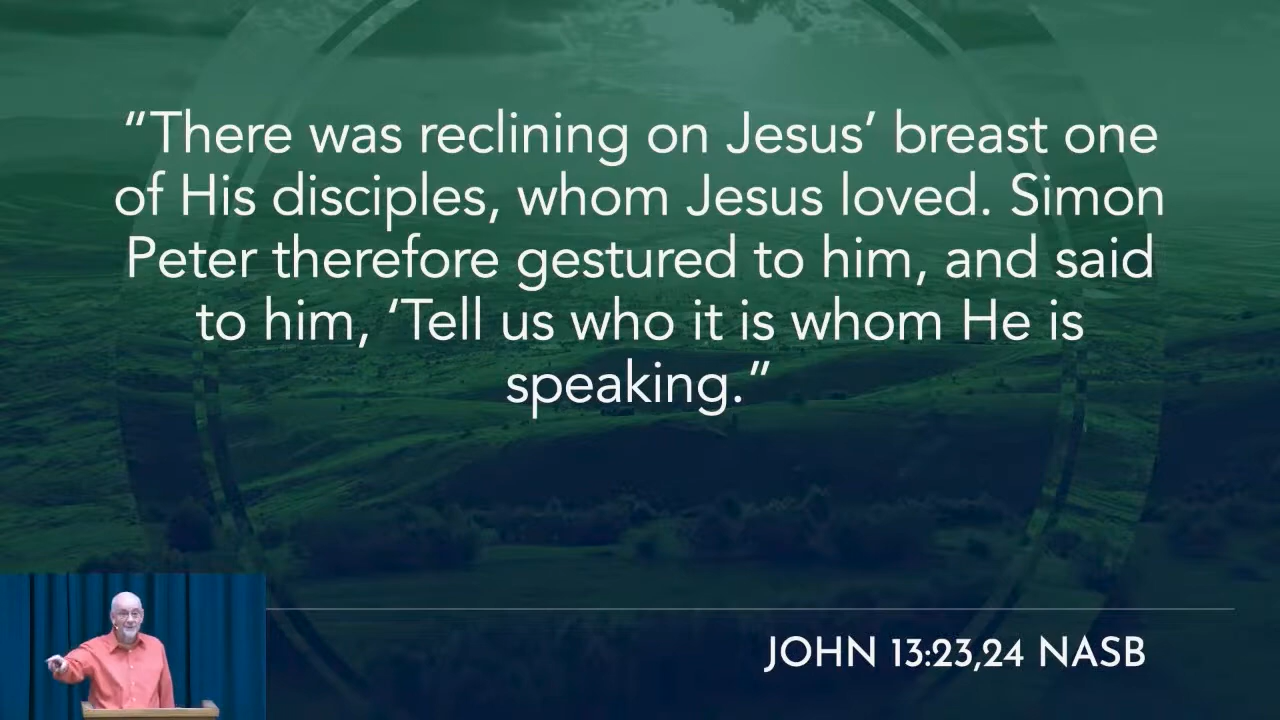 “There was reclining on Jesus’ breast one
of His disciples, whom Jesus loved. Simon
Peter therefore gestured to him, and said
to him, ‘Tell us who it is whom He is
speaking.”
JOHN 13:23,24 NASB